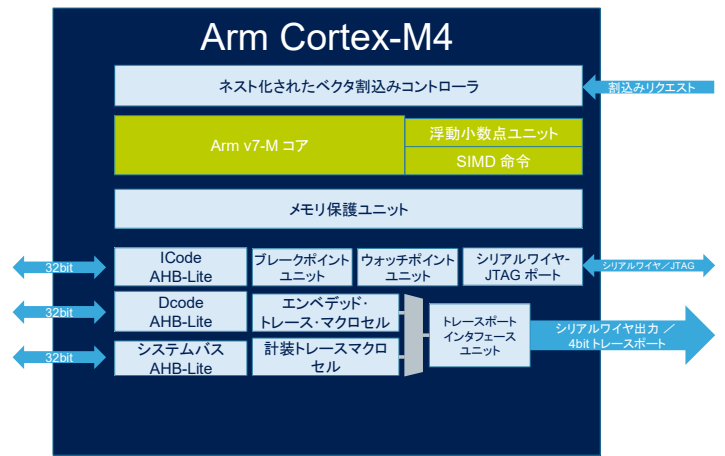 Arm Cortex-M4
ネスト化されたベクタ割込みコントローラ
割込みリクエスト
Arm v7-M コア
浮動小数点ユニット
SIMD 命令
メモリ保護ユニット
32bit
ICode
AHB-Lite
ブレークポイント
ユニット
ウォッチポイント
ユニット
シリアルワイヤ-
JTAG ポート
シリアルワイヤ／JTAG
32bit
Dcode
AHB-Lite
エンベデッド・
トレース・マクロセル
トレースポート
インタフェース
ユニット
シリアルワイヤ出力 ／
4bit トレースポート
32bit
システムバス
AHB-Lite
計装トレースマクロ
セル